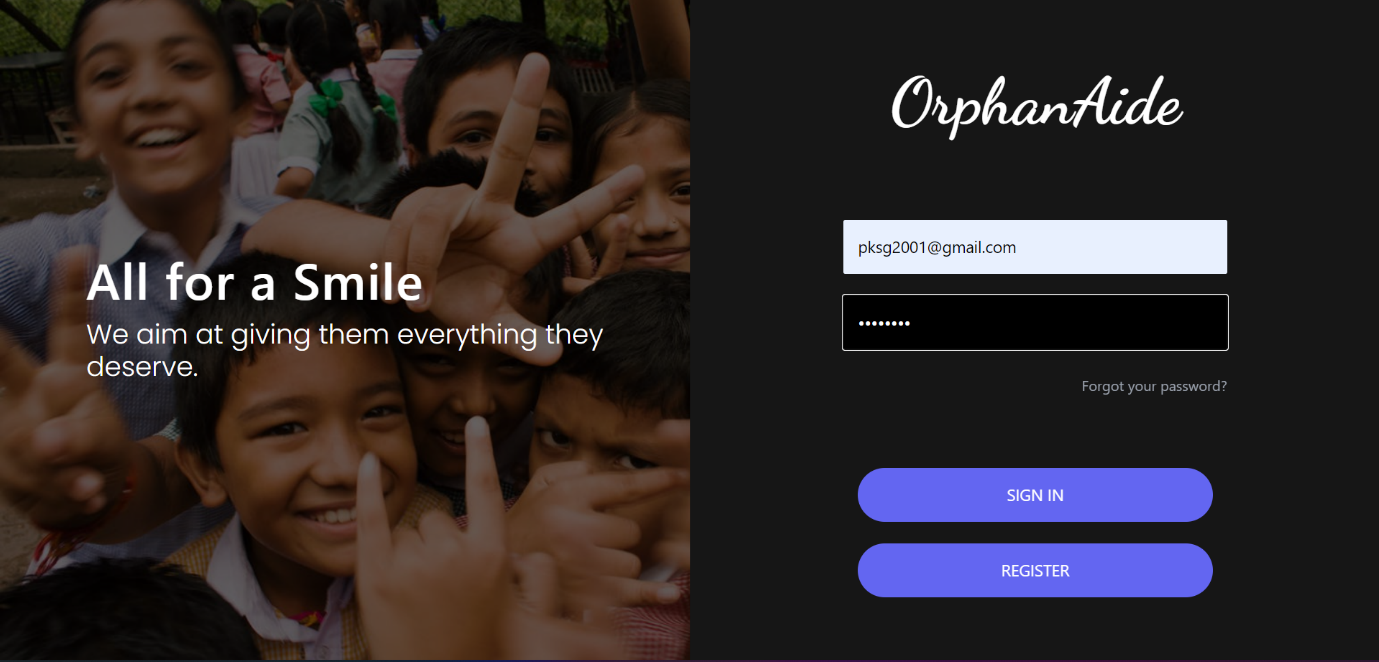 OrphanAide
pksg2001@gmail.com
••••••••
All for a Smile
We aim at giving them everything they
deserve.
Forgot your password?
SIGN IN
REGISTER